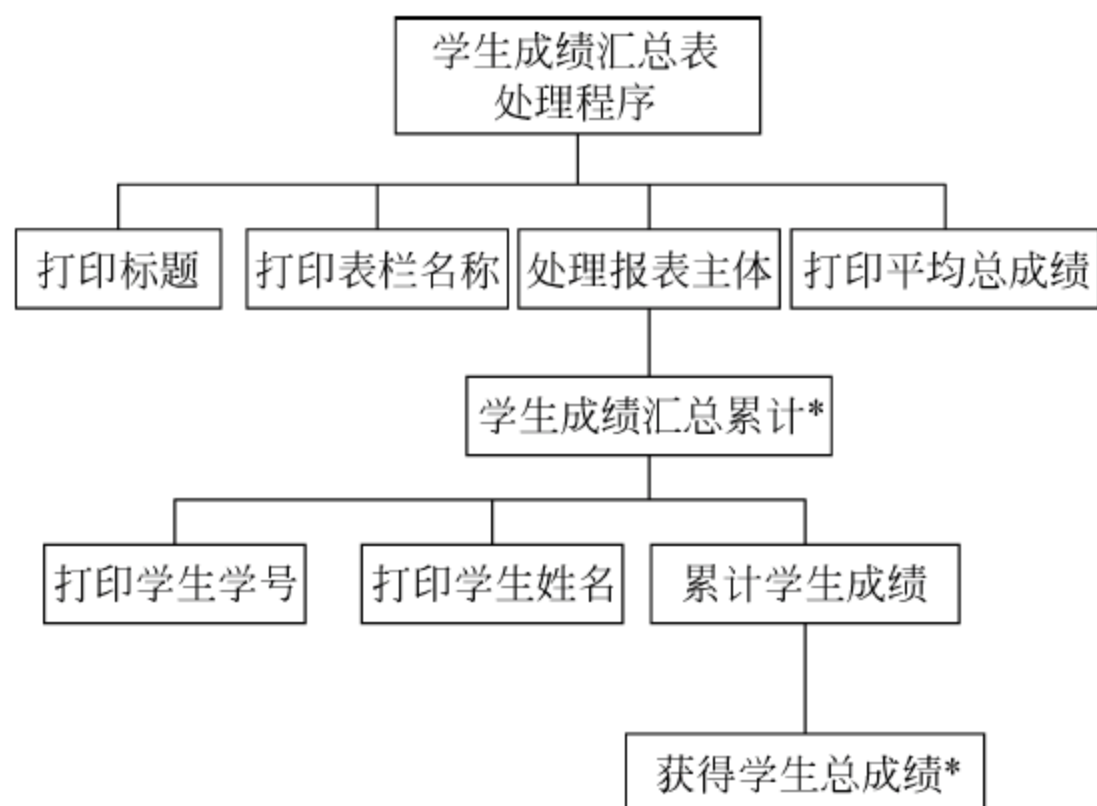 学生成绩汇总表
处理程序
打印标题
打印表栏名称
处理报表主体
打印平均总成绩
学生成绩汇总累计*
打印学生学号
打印学生姓名
累计学生成绩
获得学生总成绩*